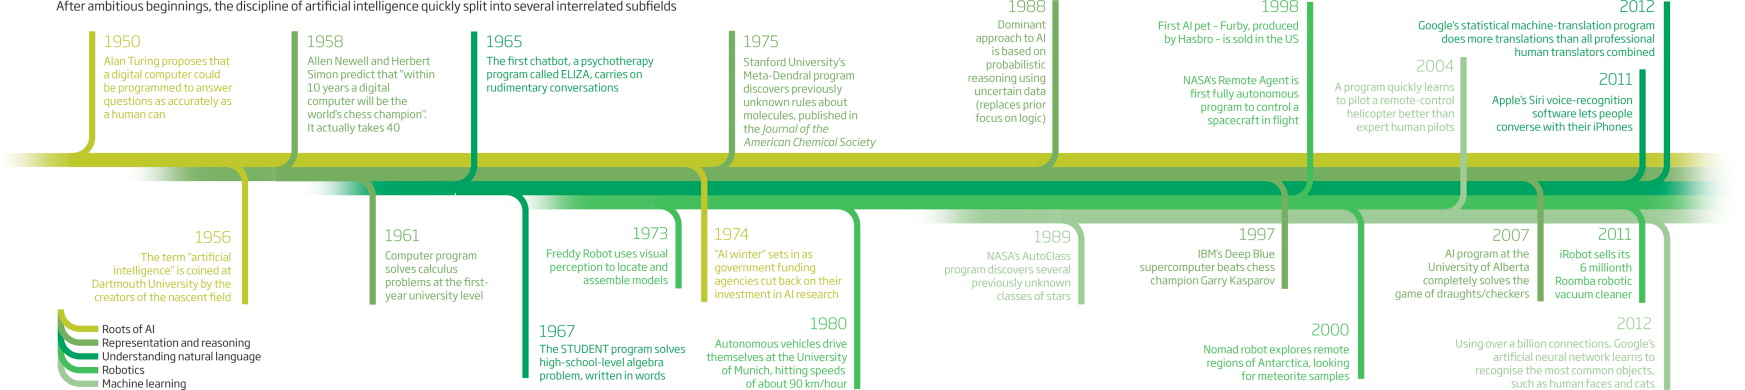 After ambitious beginnings, the discipline of artificial intelligence quickly split into several interrelated subfields
1950
Alan Turing proposes that
a digital computer could
be programmed to answer
questions as accurately as
a human can
1958
Allen Newell and Herbert
Simon predict that "within
10 years a digital
computer will be the
world's chess champion".
It actually takes 40
1965
The first chatbot, a psychotherapy
program called ELIZA, carries on
rudimentary conversations
1975
Stanford University's
Meta-Dendral program
discovers previously
unknown rules about
molecules, published in
the Journal of the
American Chemical Society
1988
Dominant
approach to AI
is based on
probabilistic
reasoning using
uncertain data
(replaces prior
focus on logic)
1998
First AI pet – Furby, produced
by Hasbro – is sold in the US
NASA's Remote Agent is
first fully autonomous
program to control a
spacecraft in flight
2004
A program quickly learns
to pilot a remote-control
helicopter better than
expert human pilots
2012
Google's statistical machine-translation program
does more translations than all professional
human translators combined
2011
Apple's Siri voice-recognition
software lets people
converse with their iPhones
1956
The term "artificial
intelligence" is coined at
Dartmouth University by the
creators of the nascent field
1961
Computer program
solves calculus
problems at the first-
year university level
1967
The STUDENT program solves
high-school-level algebra
problem, written in words
1973
Freddy Robot uses visual
perception to locate and
assemble models
1974
"AI winter" sets in as
government funding
agencies cut back on their
investment in AI research
1980
Autonomous vehicles drive
themselves at the University
of Munich, hitting speeds
of about 90 km/hour
1989
NASA's AutoClass
program discovers several
previously unknown
classes of stars
1997
IBM's Deep Blue
supercomputer beats chess
champion Garry Kasparov
2000
Nomad robot explores remote
regions of Antarctica, looking
for meteorite samples
2007
AI program at the
University of Alberta
completely solves the
game of draughts/checkers
2011
iRobot sells its
6 millionth
Roomba robotic
vacuum cleaner
2012
Using over a billion connections, Google's
artificial neural network learns to
recognise the most common objects,
such as human faces and cats
Roots of AI
Representation and reasoning
Understanding natural language
Robotics
Machine learning